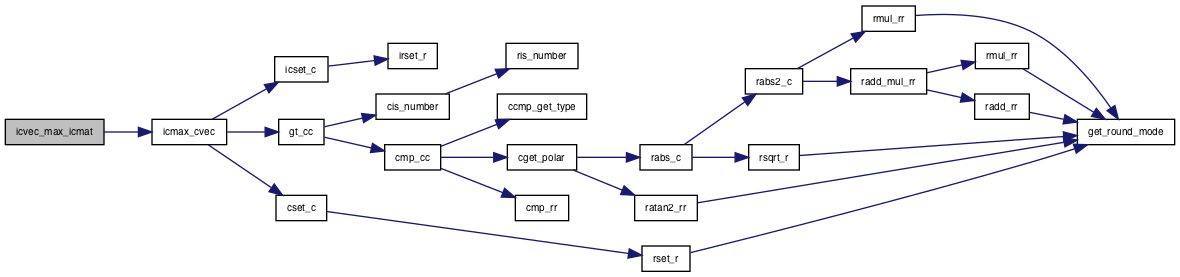 icvec_max_icmat
icmax_cvec
icset_c
gt_cc
cset_c
irset_r
cis_number
cmp_cc
ris_number
ccmp_get_type
cget_polar
cmp_rr
rabs_c
ratan2_rr
rset_r
rabs2_c
rsqrt_r
rmul_rr
radd_mul_rr
rmul_rr
radd_rr
get_round_mode